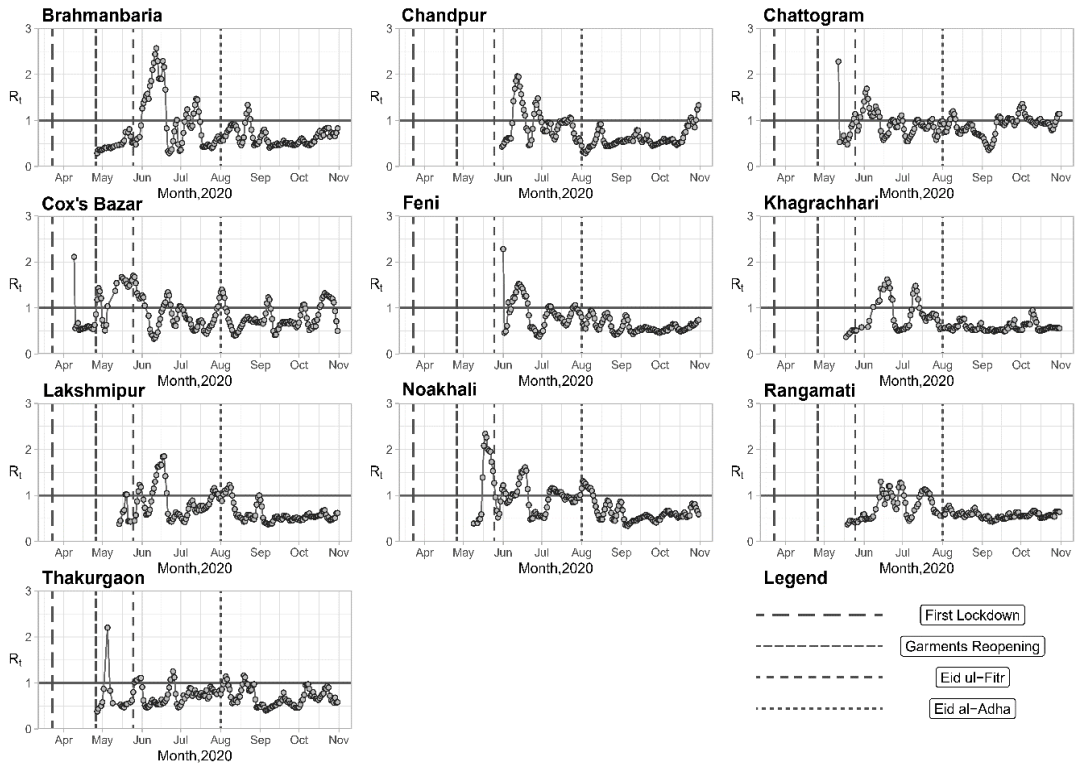 Brahmanbaria
Chandpur
Chattogram
3
2
1
0
Rt
Apr May Jun Jul Aug Sep Oct Nov
Month,2020
3
2
1
0
Rt
Apr May Jun Jul Aug Sep Oct Nov
Month,2020
3
2
1
0
Rt
Apr May Jun Jul Aug Sep Oct Nov
Month,2020
Cox's Bazar
Feni
Khagrachhari
3
2
1
0
Rt
Apr May Jun Jul Aug Sep Oct Nov
Month,2020
3
2
1
0
Rt
Apr May Jun Jul Aug Sep Oct Nov
Month,2020
3
2
1
0
Rt
Apr May Jun Jul Aug Sep Oct Nov
Month,2020
Lakshmipur
Noakhali
Rangamati
3
2
1
0
Rt
Apr May Jun Jul Aug Sep Oct Nov
Month,2020
3
2
1
0
Rt
Apr May Jun Jul Aug Sep Oct Nov
Month,2020
3
2
1
0
Rt
Apr May Jun Jul Aug Sep Oct Nov
Month,2020
Thakurgaon
3
2
1
0
Rt
Apr May Jun Jul Aug Sep Oct Nov
Month,2020
Legend
First Lockdown
Garments Reopening
Eid ul−Fitr
Eid al−Adha